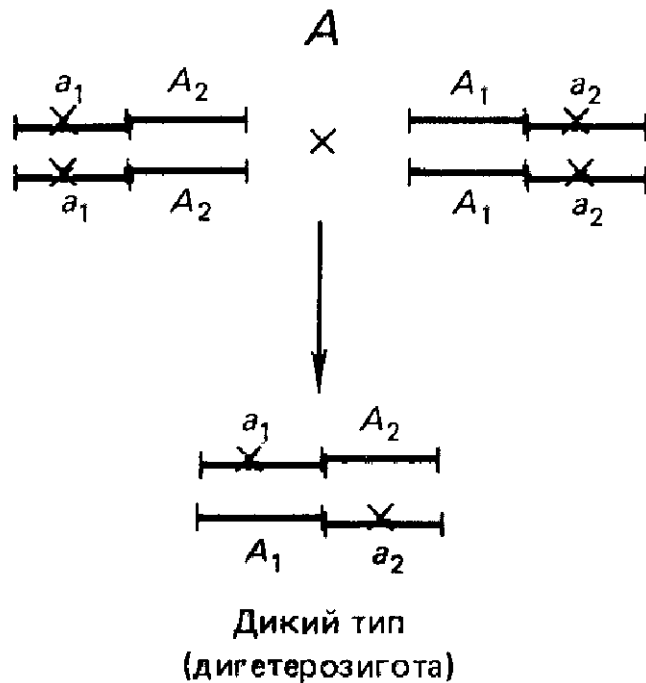 A
a₁ A₂ A₁ a₂
×
a₁ A₂ A₁ a₂
a₁ A₂
A₁ a₂
Дикий тип
(дигетерозигота)